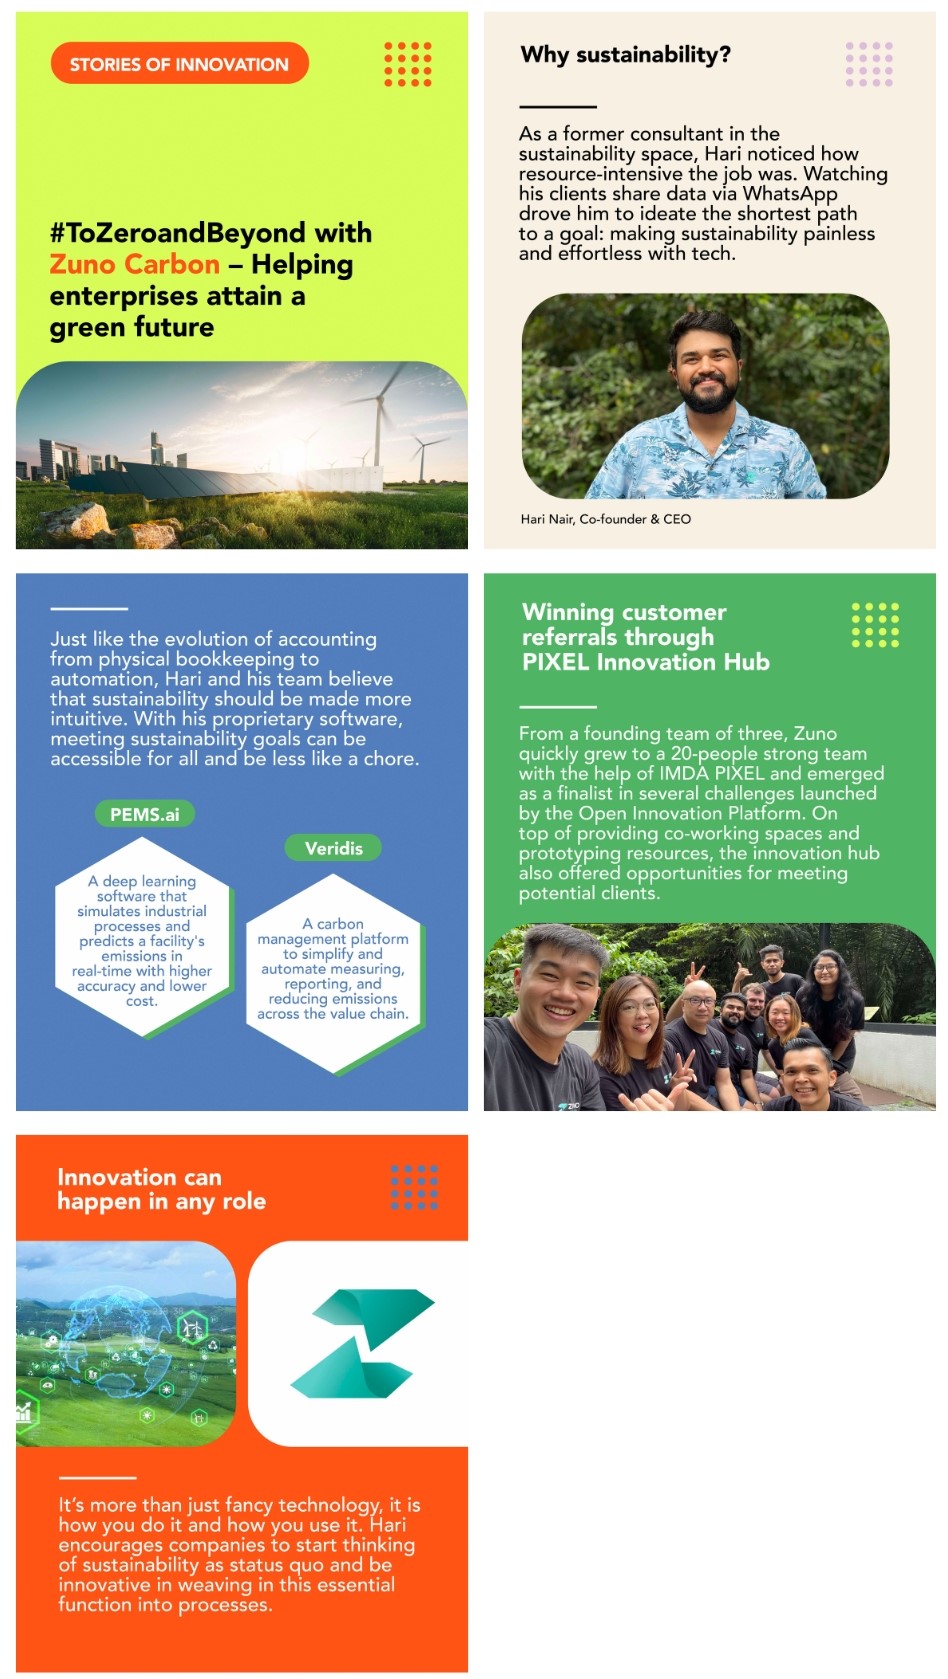 STORIES OF INNOVATION
#ToZeroandBeyond with
Zuno Carbon – Helping
enterprises attain a
green future
Why sustainability?
As a former consultant in the
sustainability space, Hari noticed how
resource-intensive the job was. Watching
his clients share data via WhatsApp
drove him to ideate the shortest path
to a goal: making sustainability painless
and effortless with tech.
Hari Nair, Co-founder & CEO
Just like the evolution of accounting
from physical bookkeeping to
automation, Hari and his team believe
that sustainability should be made more
intuitive. With his proprietary software,
meeting sustainability goals can be
accessible for all and be less like a chore.
PEMS.ai
A deep learning
software that
simulates industrial
processes and
predicts a facility's
emissions in
real-time with higher
accuracy and lower
cost.
Veridis
A carbon
management platform
to simplify and
automate measuring,
reporting, and
reducing emissions
across the value chain.
Winning customer
referrals through
PIXEL Innovation Hub
From a founding team of three, Zuno
quickly grew to a 20-people strong team
with the help of IMDA PIXEL and emerged
as a finalist in several challenges launched
by the Open Innovation Platform. On
top of providing co-working spaces and
prototyping resources, the innovation hub
also offered opportunities for meeting
potential clients.
Innovation can
happen in any role
It's more than just fancy technology, it is
how you do it and how you use it. Hari
encourages companies to start thinking
of sustainability as status quo and be
innovative in weaving in this essential
function into processes.